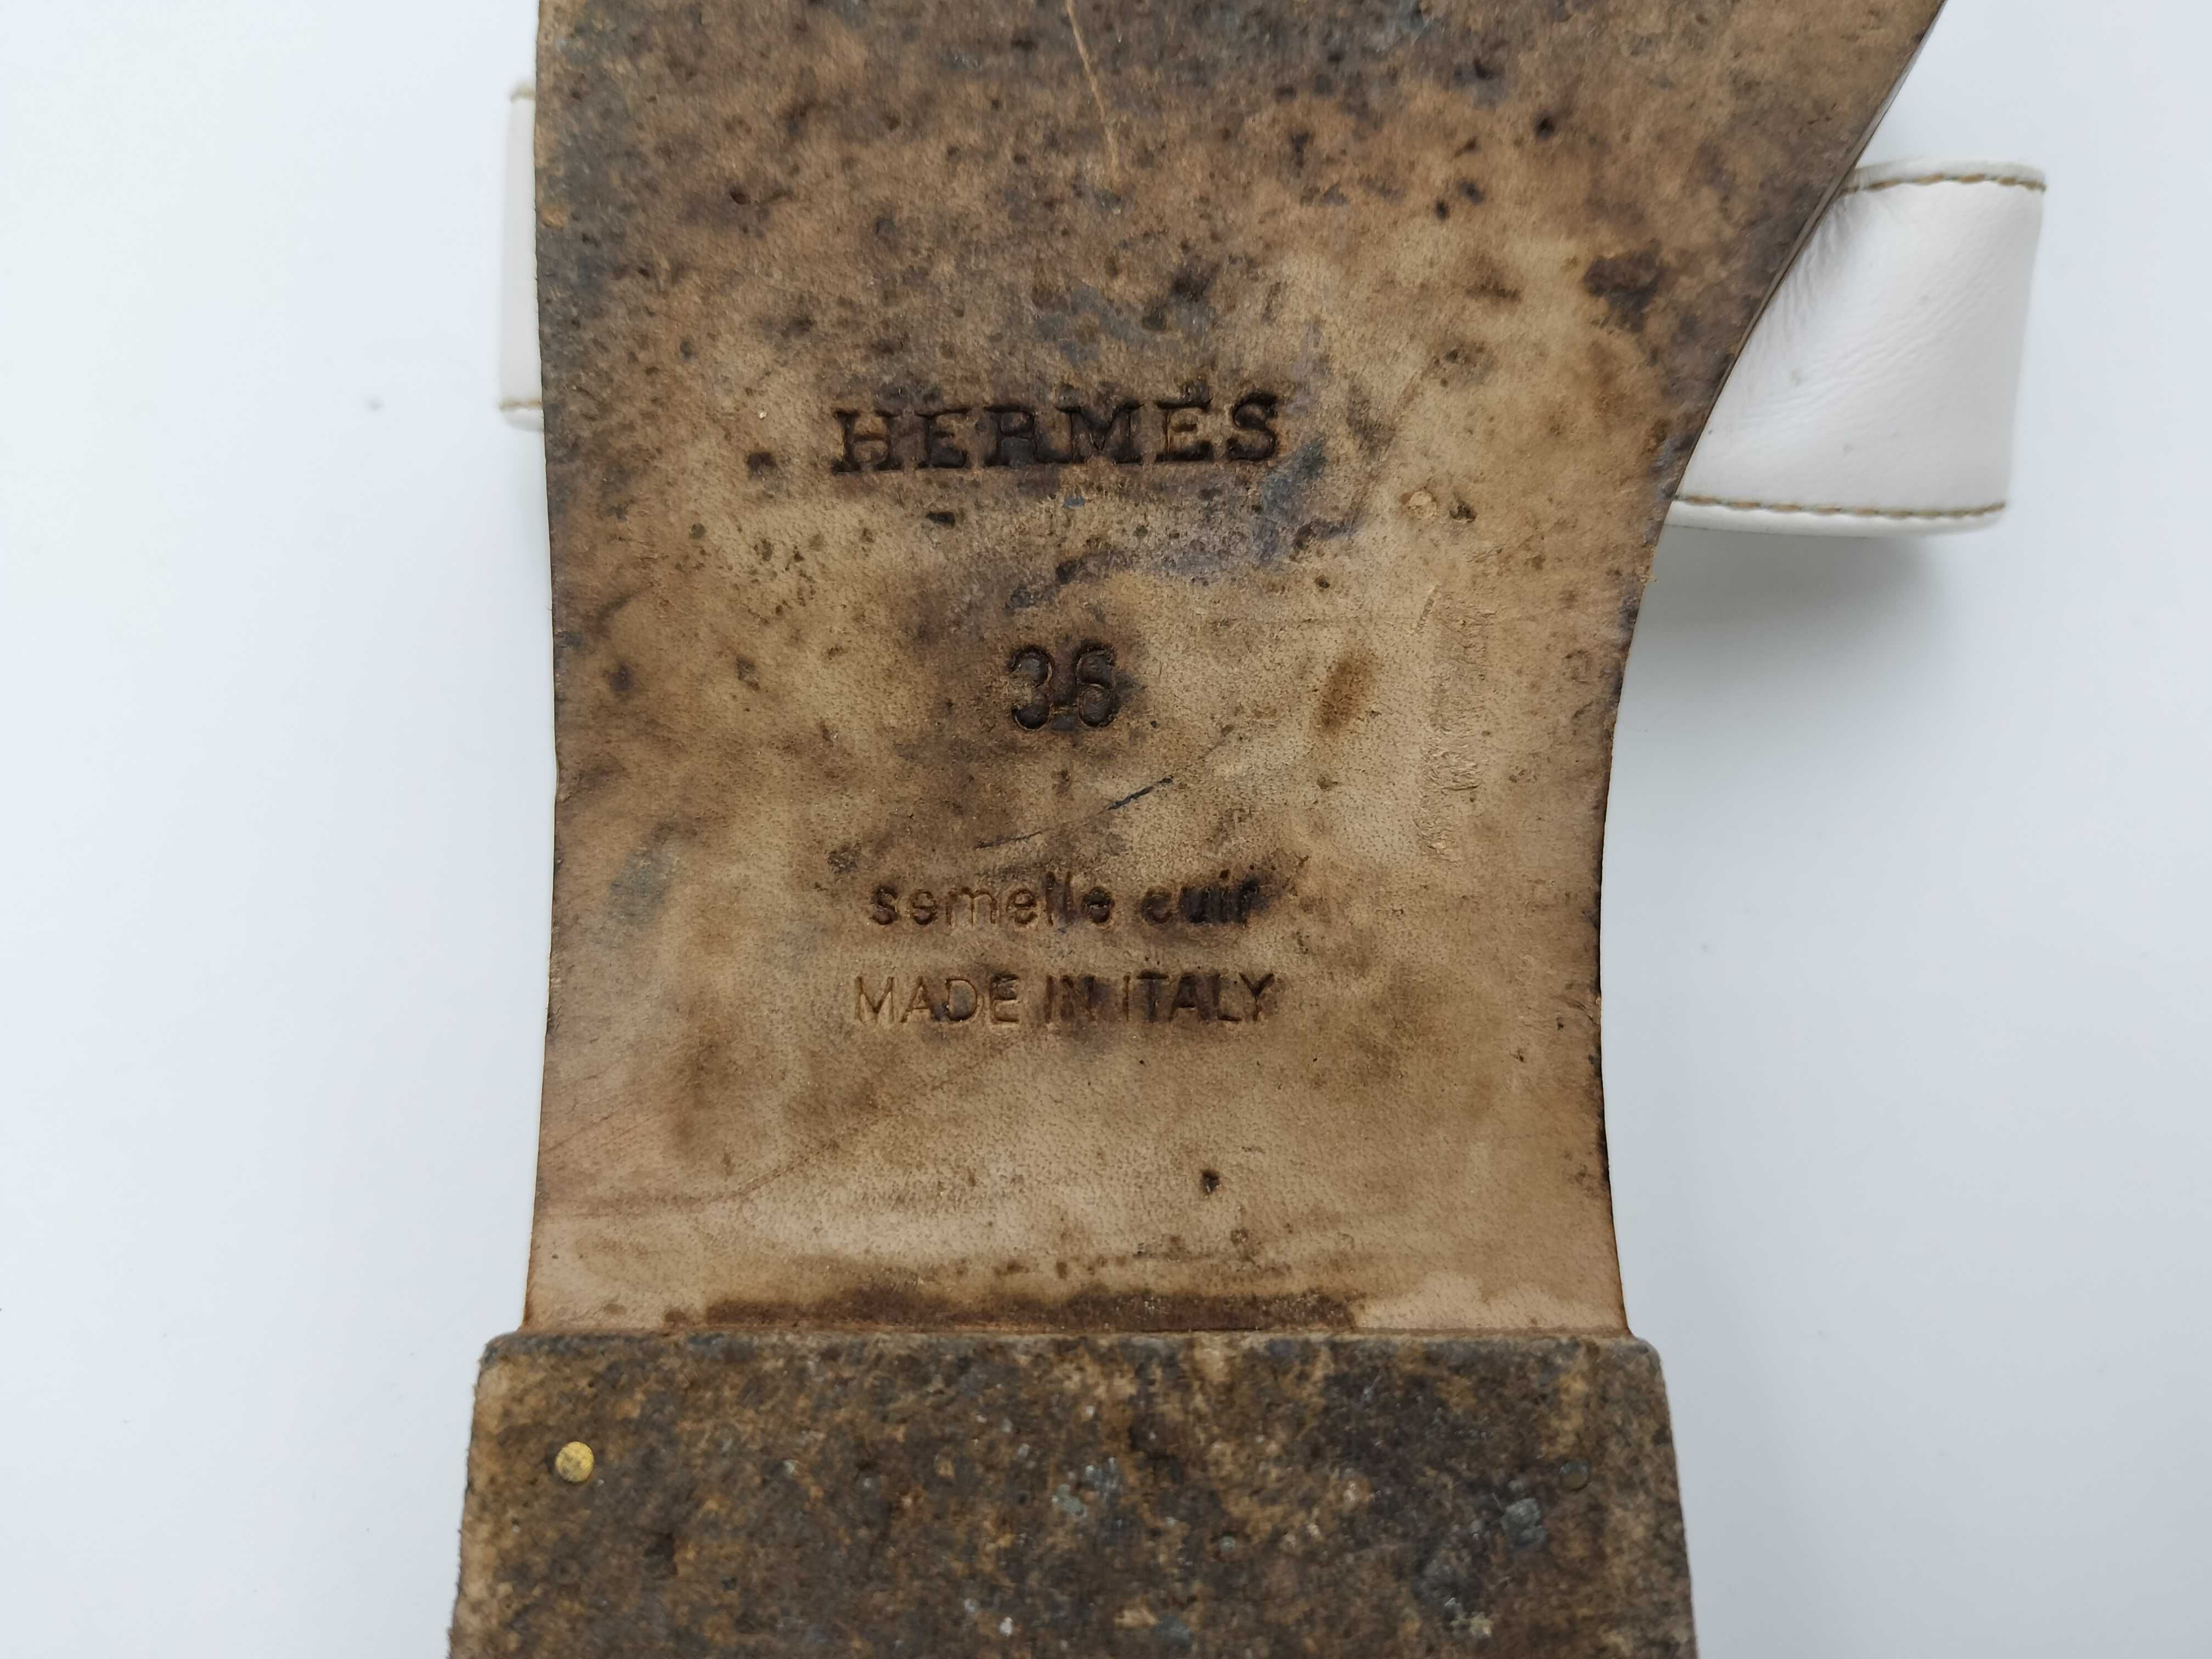 HERMES
36
semelle cuir
MADE IN ITALY